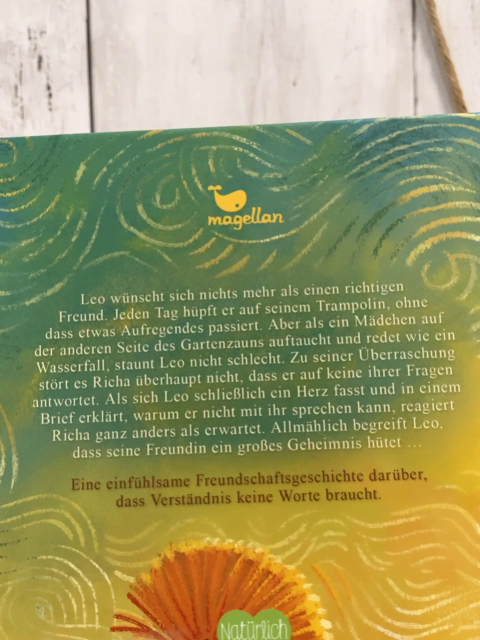 magellan
Leo wünscht sich nichts mehr als einen richtigen
Freund. Jeden Tag hüpft er auf seinem Trampolin, ohne
dass etwas Aufregendes passiert. Aber als ein Mädchen auf
der anderen Seite des Gartenzauns auftaucht und redet wie ein
Wasserfall, staunt Leo nicht schlecht. Zu seiner Überraschung
stört es Richa überhaupt nicht, dass er auf keine ihrer Fragen
antwortet. Als sich Leo schließlich ein Herz fasst und in einem
Brief erklärt, warum er nicht mit ihr sprechen kann, reagiert
Richa ganz anders als erwartet. Allmählich begreift Leo,
dass seine Freundin ein großes Geheimnis hütet ...
Eine einfühlsame Freundschaftsgeschichte darüber,
dass Verständnis keine Worte braucht.
Natürlich